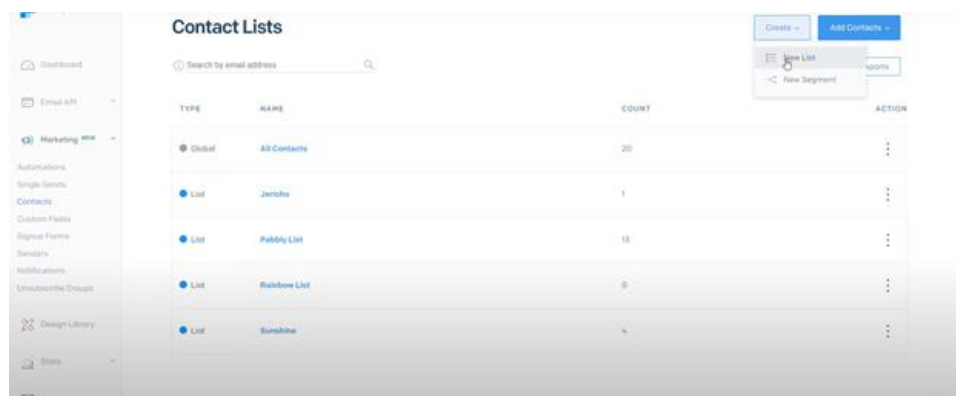 Contact Lists
Create
Add Contacts
Dashboard
Search by email address
New List
New Segment
Email API
TYPE NAME COUNT ACTION
Marketing NEW
Global All Contacts 20
Automations
Single Sends
Contacts
Custom Fields
Signup Forms
Senders
Notifications
Unsubscribe Groups
List Jericho 1
List Pabbly List 13
List Rainbow List 0
List Sunshine 4
Design Library
Stats